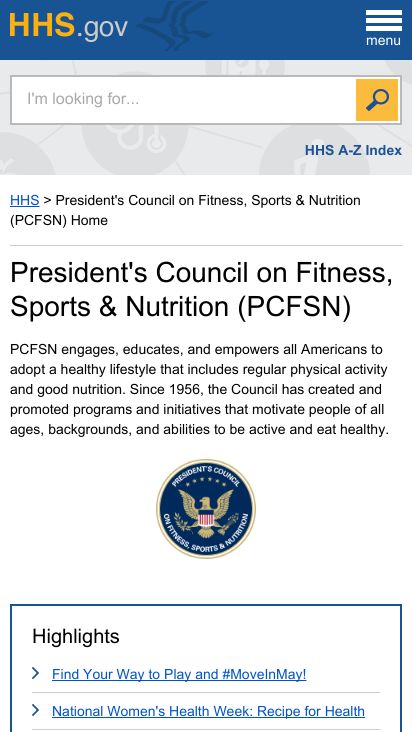 HHS.gov
menu
I'm looking for...
HHS A-Z Index
HHS > President's Council on Fitness, Sports & Nutrition
(PCFSN) Home
President's Council on Fitness,
Sports & Nutrition (PCFSN)
PCFSN engages, educates, and empowers all Americans to
adopt a healthy lifestyle that includes regular physical activity
and good nutrition. Since 1956, the Council has created and
promoted programs and initiatives that motivate people of all
ages, backgrounds, and abilities to be active and eat healthy.
PRESIDENT'S COUNCIL
ON FITNESS, SPORTS & NUTRITION
Highlights
Find Your Way to Play and #MoveInMay!
National Women's Health Week: Recipe for Health